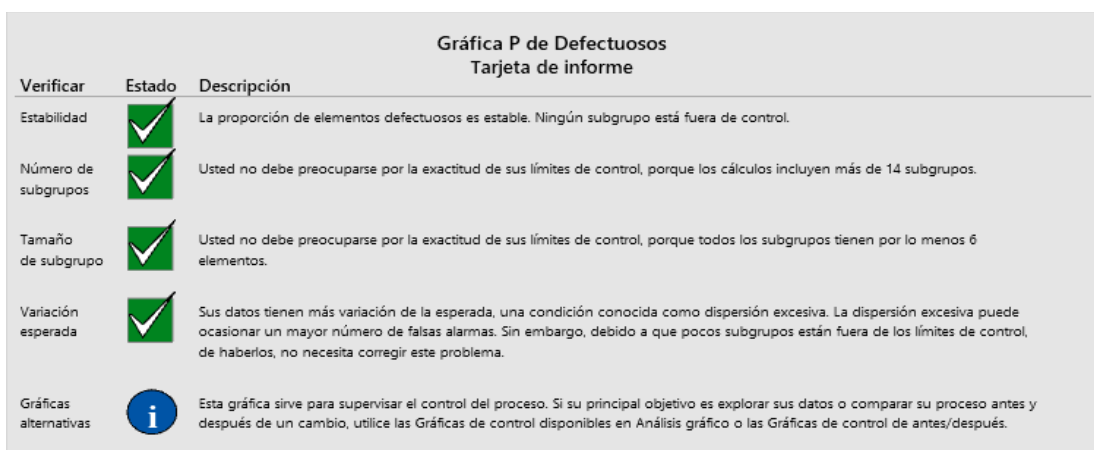 Gráfica P de Defectuosos
Tarjeta de informe
Verificar Estado Descripción
Estabilidad La proporción de elementos defectuosos es estable. Ningún subgrupo está fuera de control.
Número de
subgrupos
Usted no debe preocuparse por la exactitud de sus límites de control, porque los cálculos incluyen más de 14 subgrupos.
Tamaño
de subgrupo
Usted no debe preocuparse por la exactitud de sus límites de control, porque todos los subgrupos tienen por lo menos 6
elementos.
Variación
esperada
Sus datos tienen más variación de la esperada, una condición conocida como dispersión excesiva. La dispersión excesiva puede
ocasionar un mayor número de falsas alarmas. Sin embargo, debido a que pocos subgrupos están fuera de los límites de control,
de haberlos, no necesita corregir este problema.
Gráficas
alternativas
i
Esta gráfica sirve para supervisar el control del proceso. Si su principal objetivo es explorar sus datos o comparar su proceso antes y
después de un cambio, utilice las Gráficas de control disponibles en Análisis gráfico o las Gráficas de control de antes/después.